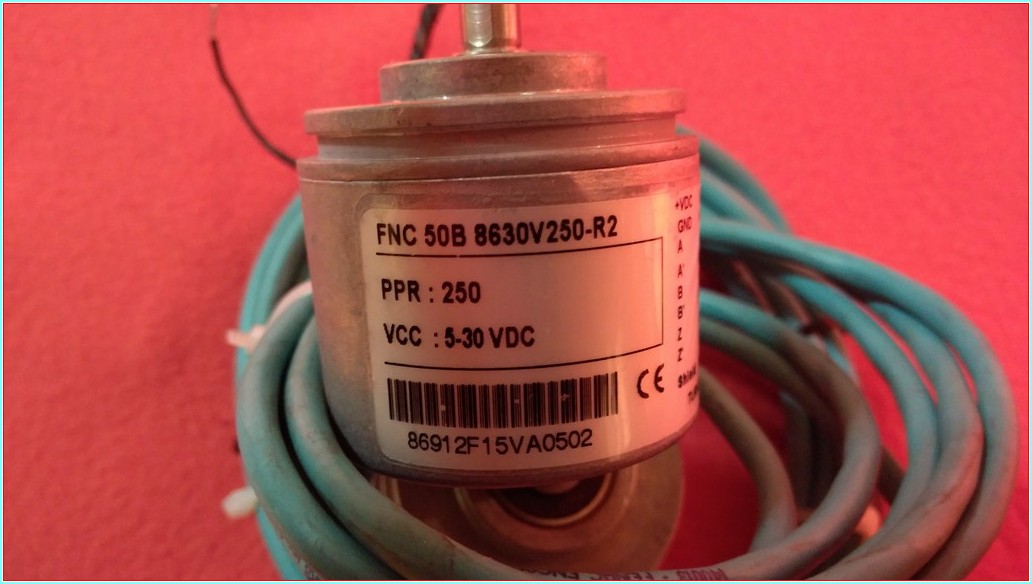 FNC 50B 8630V250-R2
PPR : 250
VCC : 5-30 VDC
CE
86912F15VA0502
+VDC
GND
A
A'
B
B'
Z
Z'